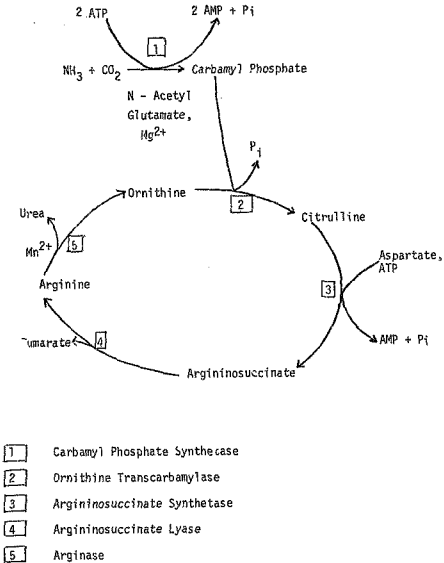 2 ATP 2 AMP + Pi
1
NH3 + CO2 Carbamyl Phosphate
N - Acetyl
Glutamate,
Mg2+
Pi
Ornithine
2
Citrulline
Urea
Mn2+ 5
Aspartate,
ATP
Arginine
3
umarate 4
AMP + Pi
Argininosuccinate
1 Carbamyl Phosphate Synthecase
2 Ornithine Transcarbamylase
3 Argininosuccinate Synthetase
4 Argininosuccinate Lyase
5 Arginase